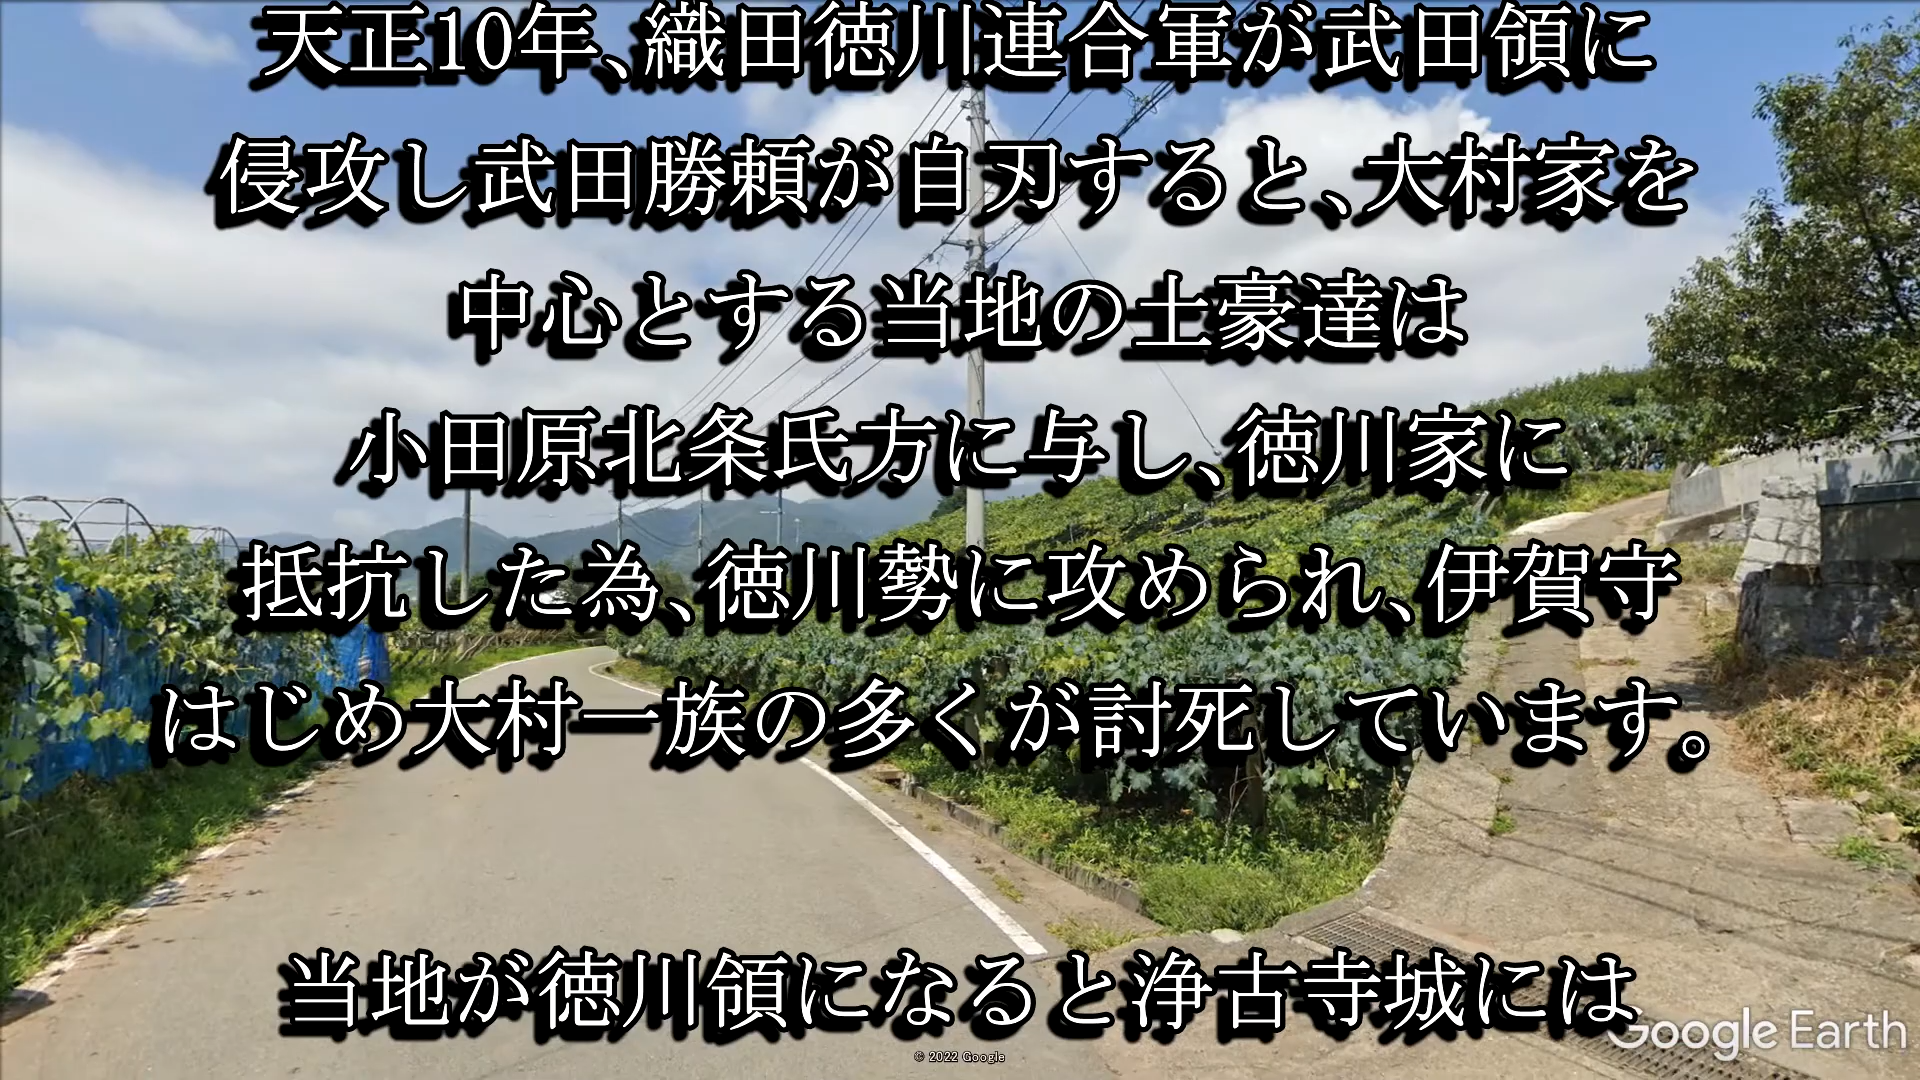 天正10年、織田徳川連合軍が武田領に
侵攻し武田勝頼が自刃すると、大村家を
中心とする当地の土豪達は
小田原北条氏方に与し、徳川家に
抵抗した為、徳川勢に攻められ、伊賀守
はじめ大村一族の多くが討死しています。
当地が徳川領になると浄古寺城には
Google Earth
© 2022 Google